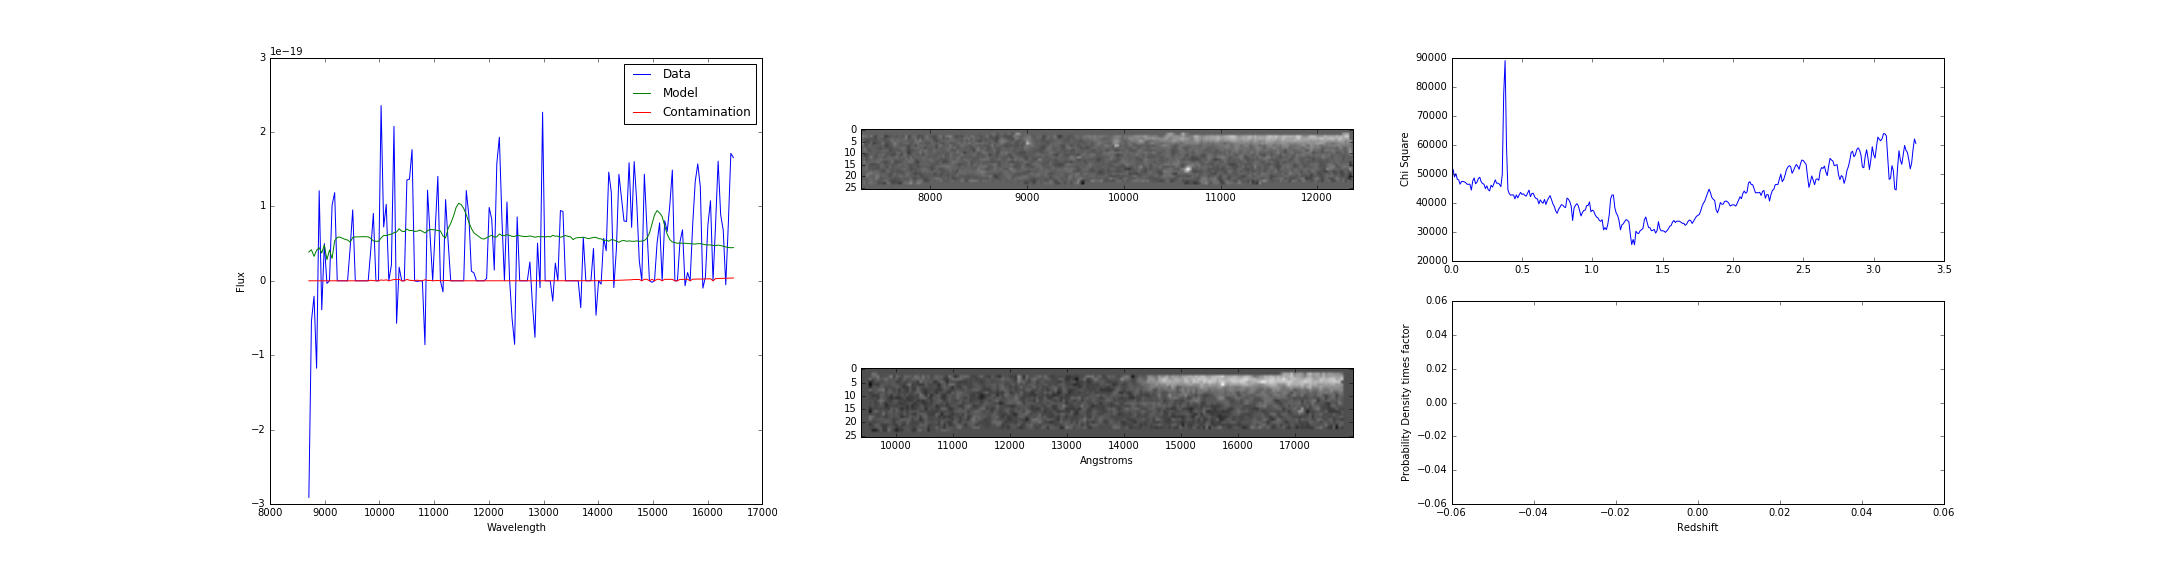 1e−19
3
2
1
0
−1
−2
−3
Flux
8000 9000 10000 11000 12000 13000 14000 15000 16000 17000
Wavelength
Data
Model
Contamination
0
5
10
15
20
25
8000 9000 10000 11000 12000
0
5
10
15
20
25
10000 11000 12000 13000 14000 15000 16000 17000
Angstroms
90000
80000
70000
60000
50000
40000
30000
20000
Chi Square
0.0 0.5 1.0 1.5 2.0 2.5 3.0 3.5
0.06
0.04
0.02
0.00
−0.02
−0.04
−0.06
Probability Density times factor
−0.06 −0.04 −0.02 0.00 0.02 0.04 0.06
Redshift